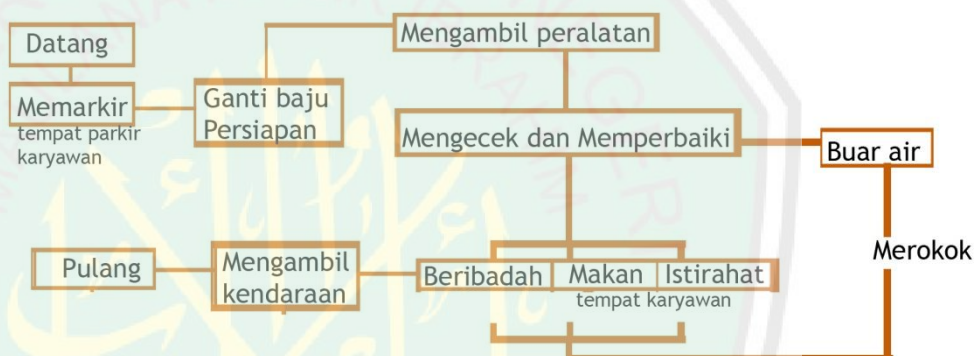 Datang
Memarkir
tempat parkir
karyawan
Ganti baju
Persiapan
Mengambil peralatan
Mengecek dan Memperbaiki
Buar air
Merokok
Beribadah
Makan
Istirahat
tempat karyawan
Mengambil
kendaraan
Pulang